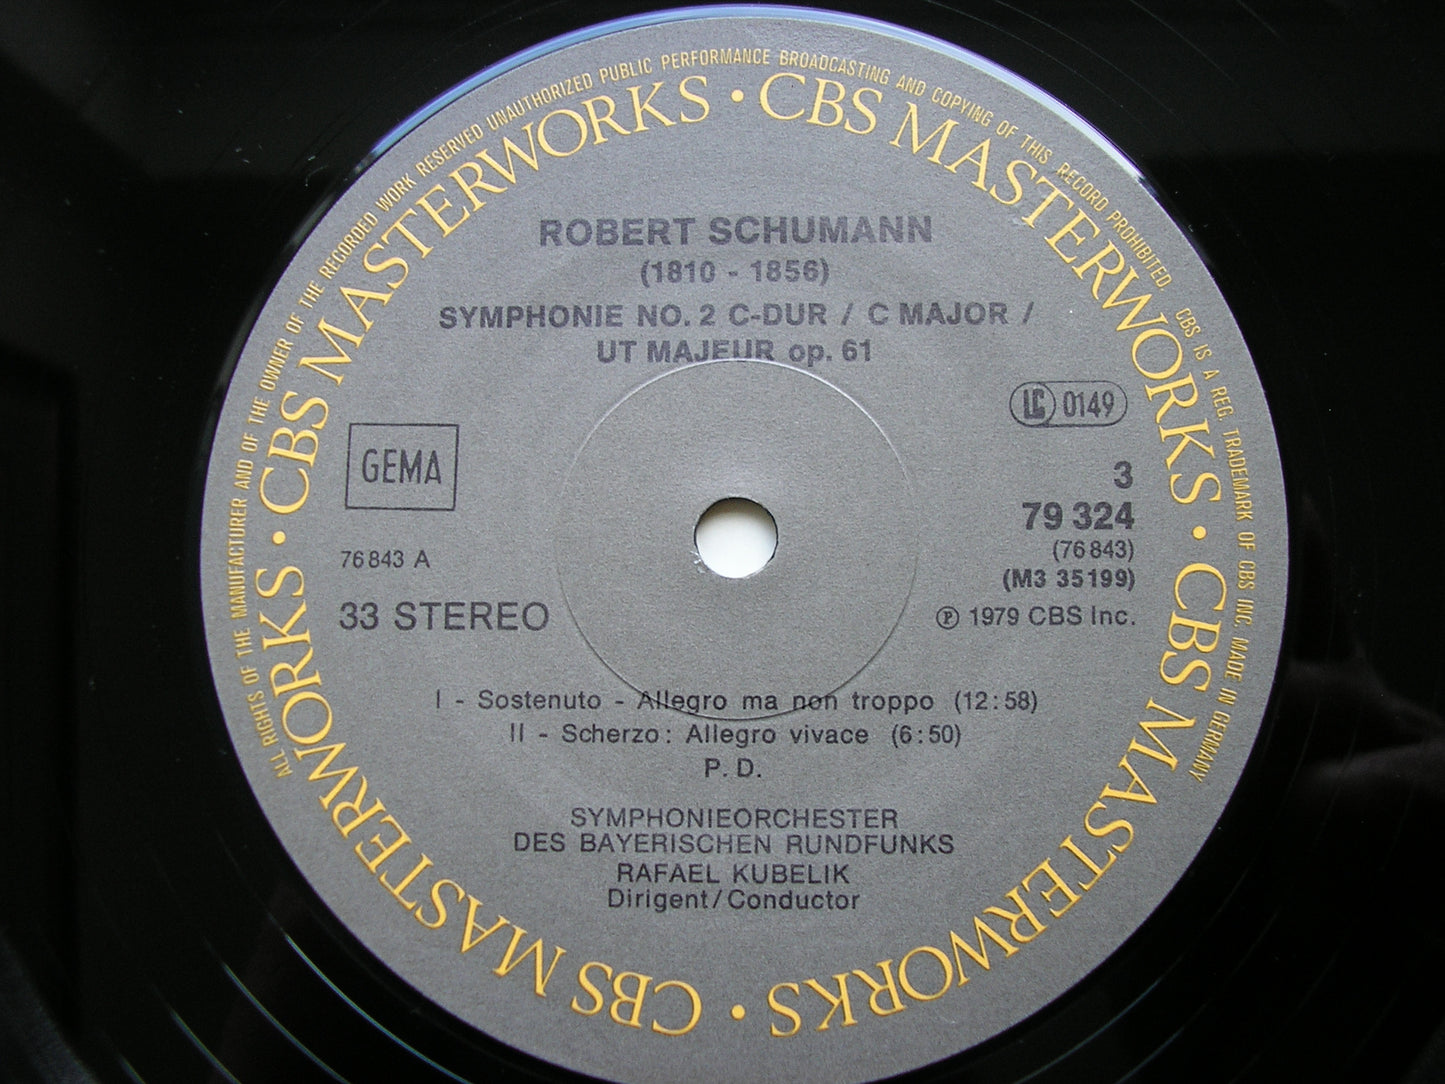 ALL RIGHTS OF THE MANUFACTURER AND OF THE OWNER OF THE RECORDED WORK RESERVED UNAUTHORIZED PUBLIC PERFORMANCE BROADCASTING AND COPYING OF THIS RECORD PROHIBITED. CBS IS A REG. TRADEMARK OF CBS INC. MADE IN GERMANY
CBS MASTERWORKS • CBS MASTERWORKS • CBS MASTERWORKS • CBS MASTERWORKS • CBS MASTERWORKS •
ROBERT SCHUMANN
(1810 - 1856)
SYMPHONIE NO. 2 C-DUR / C MAJOR /
UT MAJEUR op. 61
LC 0149
GEMA
3
79 324
76 843 A
(76 843)
(M3 35199)
33 STEREO
℗ 1979 CBS Inc.
I - Sostenuto - Allegro ma non troppo (12:58)
II - Scherzo: Allegro vivace (6:50)
P. D.
SYMPHONIEORCHESTER
DES BAYERISCHEN RUNDFUNKS
RAFAEL KUBELIK
Dirigent/Conductor